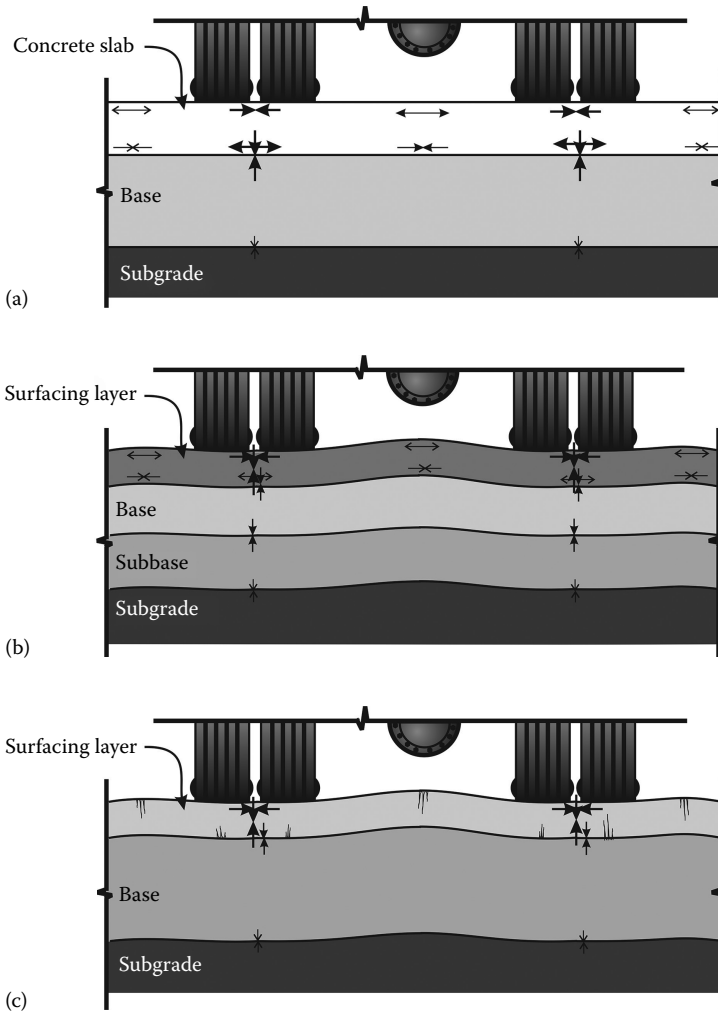 Concrete slab
Base
Subgrade
(a)
Surfacing layer
Base
Subbase
Subgrade
(b)
Surfacing layer
Base
Subgrade
(c)